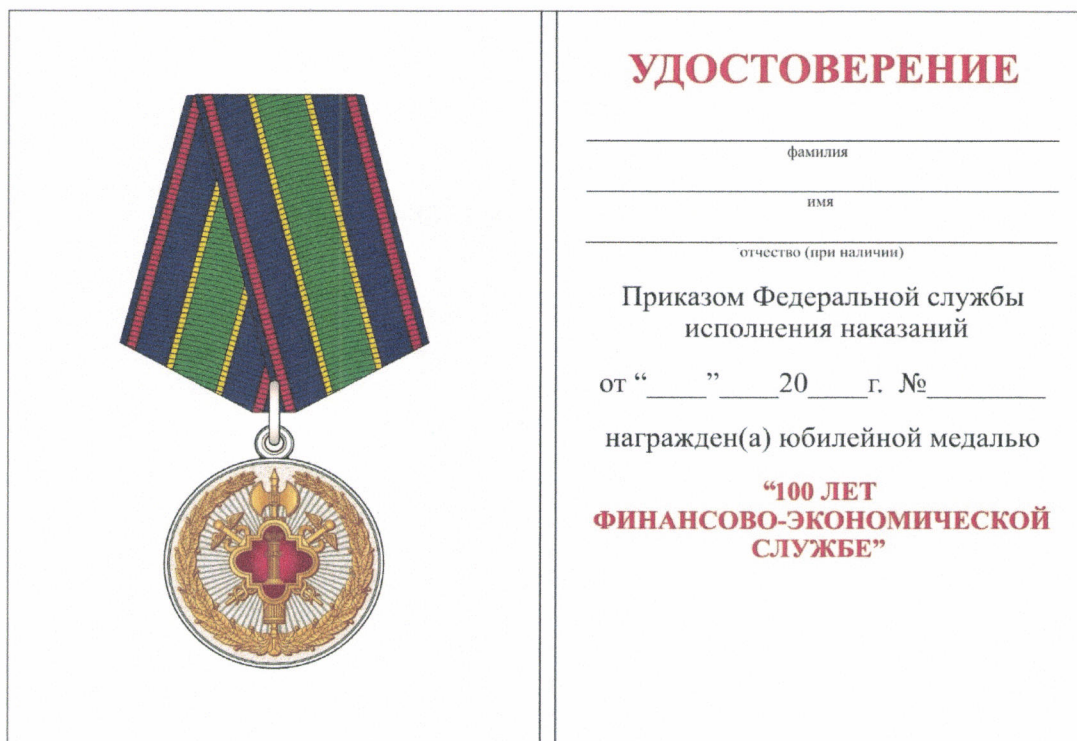 УДОСТОВЕРЕНИЕ
фамилия
имя
отчество (при наличии)
Приказом Федеральной службы
исполнения наказаний
от “____”____20____г. №________
награжден(а) юбилейной медалью
“100 ЛЕТ
ФИНАНСОВО-ЭКОНОМИЧЕСКОЙ
СЛУЖБЕ”